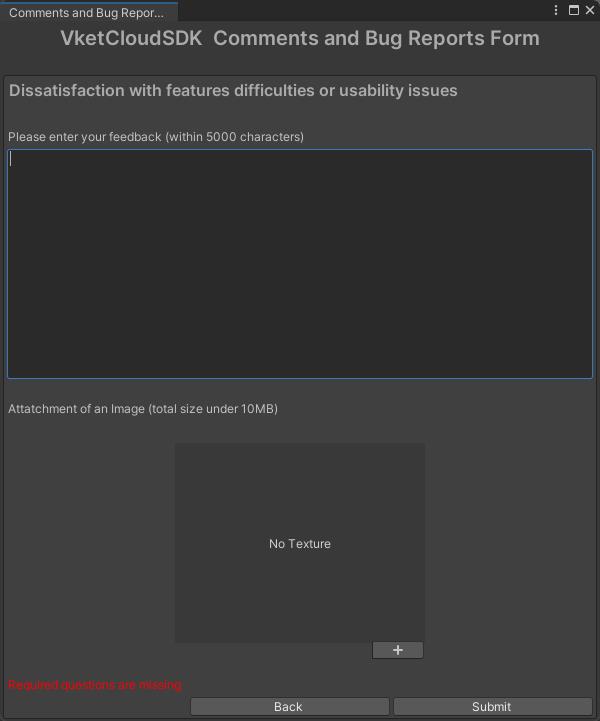 Comments and Bug Repor...
VketCloudSDK  Comments and Bug Reports Form
Dissatisfaction with features difficulties or usability issues
Please enter your feedback (within 5000 characters)
Attatchment of an Image (total size under 10MB)
No Texture
+
Required questions are missing
Back
Submit